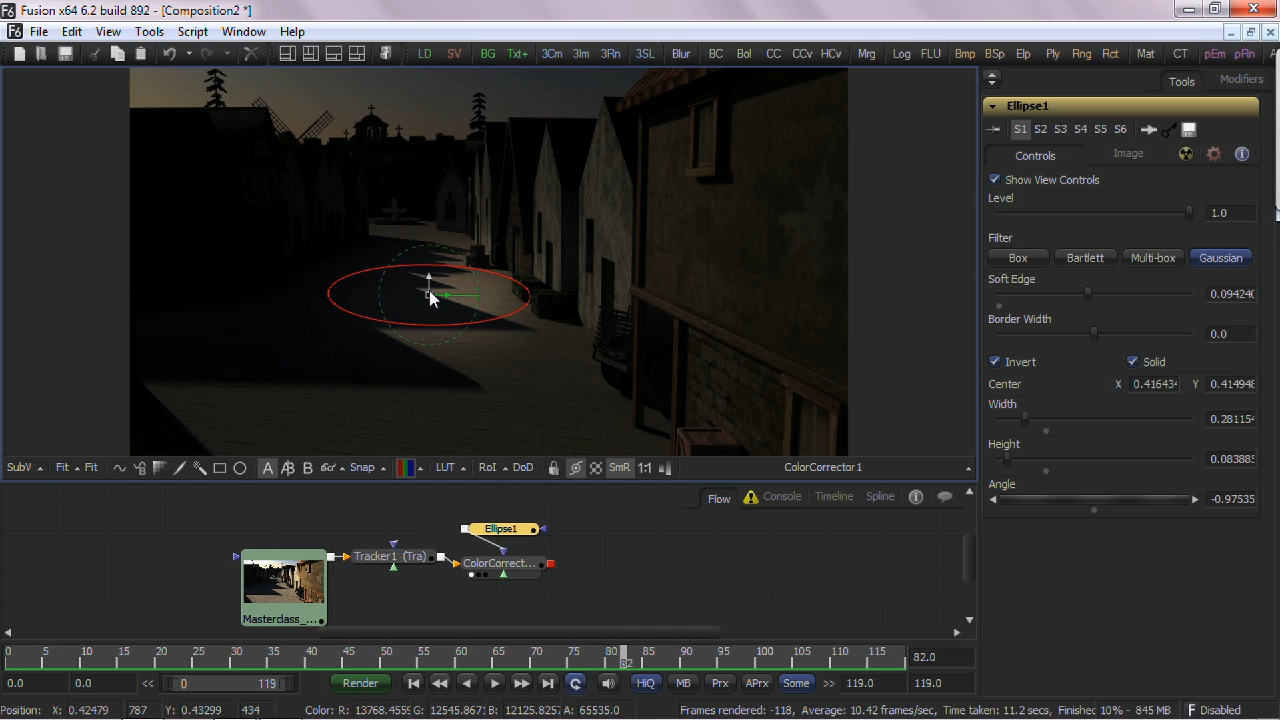 Fusion x64 6.2 build 892 - [Composition2 *]
File Edit View Tools Script Window Help
LD SV BG Txt+ 3Cm 3Im 3Rn 3SL Blur BC Bol CC CCv HCv Mrg Log FLU Bmp BSp Elp Ply Rng Rct Mat CT pEm pRn
Tools Modifiers
Ellipse1
S1 S2 S3 S4 S5 S6
Controls Image
Show View Controls
Level
1.0
Filter
Box Bartlett Multi-box Gaussian
Soft Edge
0.09424
Border Width
0.0
Invert Solid
Center X 0.41643 Y 0.41494
Width
0.28115
Height
0.08388
Angle
-0.97535
SubV Fit Fit A B B Snap LUT RoI DoD SmR 1:1 ColorCorrector1
Flow Console Timeline Spline
Ellipse1
Tracker1 (Tra) ColorCorrect...
Masterclass_...
0 5 10 15 20 25 30 35 40 45 50 55 60 65 70 75 80 85 90 95 100 105 110 115
82
82.0
0.0 0.0 << 0 119 Render HiQ MB Prx APrx Some >> 119.0 119.0
Position: X: 0.42479 787 Y: 0.43299 434 Color: R: 13768.455 G: 12545.867 B: 12125.825 A: 65535.0 Frames rendered: -118, Average: 10.42 frames/sec, Time taken: 11.2 secs, Finished 10% - 845 MB F Disabled